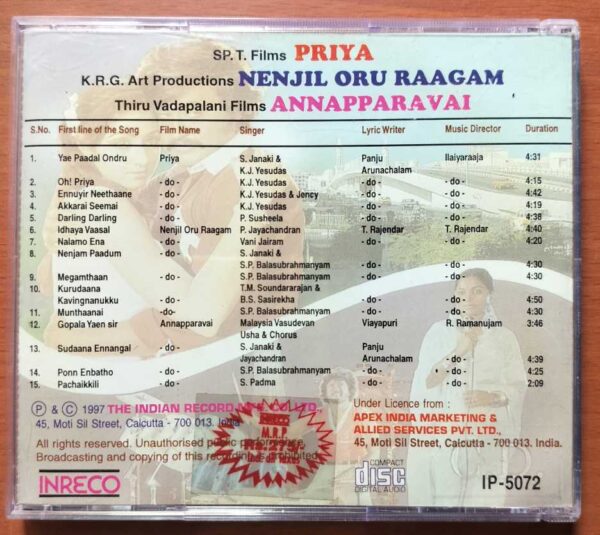 SP. T. Films PRIYA
K.R.G. Art Productions NENJIL ORU RAAGAM
Thiru Vadapalani Films ANNAPPARAVAI
S.No. First line of the Song Film Name Singer Lyric Writer Music Director Duration
1. Yae Paadal Ondru Priya S. Janaki & Panju Ilaiyaraaja 4:31
K.J. Yesudas Arunachalam
2. Oh! Priya - do - K.J. Yesudas - do - - do - 4:15
3. Ennuyir Neethaane - do - K.J. Yesudas & Jency - do - - do - 4:42
4. Akkarai Seemai - do - K.J. Yesudas - do - - do - 4:19
5. Darling Darling - do - P. Susheela - do - - do - 4:38
6. Idhaya Vaasal Nenjil Oru Raagam P. Jayachandran T. Rajendar T. Rajendar 4:40
7. Nalamo Ena - do - Vani Jairam - do - - do - 4:20
8. Nenjam Paadum - do - S. Janaki &
S.P. Balasubrahmanyam - do - - do - 4:30
9. Megamthaan - do - S.P. Balasubrahmanyam - do - - do - 4:30
10. Kurudaana T.M. Soundararajan &
Kavingnanukku - do - B.S. Sasirekha - do - - do - 4:50
11. Munthaanai -do- S.P. Balasubrahmanyam - do - - do - 4:30
12. Gopala Yaen sir Annapparavai Malaysia Vasudevan Viayapuri R. Ramanujam 3:46
Usha & Chorus
13. Sudaana Ennangal - do - S. Janaki & Panju
Jayachandran Arunachalam - do - 4:39
14. Ponn Enbatho - do - S.P. Balasubrahmanyam - do - - do - 4:25
15. Pachaikkili - do - S. Padma - do - - do - 2:09
Ⓟ & © 1997 THE INDIAN RECORD LTD.,
45, Moti Sil Street, Calcutta - 700 013. India
All rights reserved. Unauthorised public performance,
Broadcasting and copying of this recording is prohibited
INRECO
M.R.P.
Under Licence from :
APEX INDIA MARKETING &
ALLIED SERVICES PVT. LTD.,
45, Moti Sil Street, Calcutta - 700 013. India.
INRECO
COMPACT
disc
DIGITAL AUDIO
IP-5072